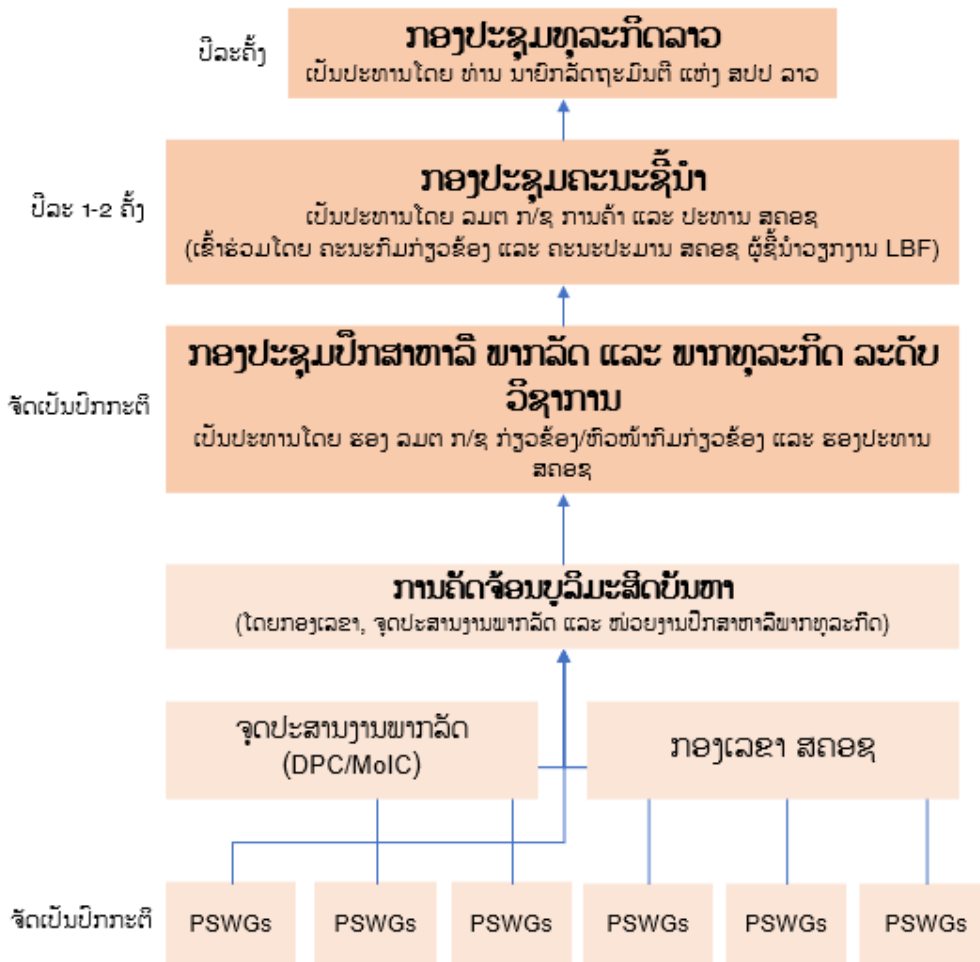 ປີລະຄັ້ງ
ກອງປະຊຸມທຸລະກິດລາວ
ເປັນປະທານໂດຍ ທ່ານ ນາຍົກລັດຖະມົນຕີ ແຫ່ງ ສປປ ລາວ
ປີລະ 1-2 ຄັ້ງ
ກອງປະຊຸມຄະນະຊີ້ນຳ
ເປັນປະທານໂດຍ ລມຕ ກ/ຊ ການຄ້າ ແລະ ປະທານ ສຄອຊ
(ເຂົ້າຮ່ວມໂດຍ ຄະນະກົມກ່ຽວຂ້ອງ ແລະ ຄະນະປະມານ ສຄອຊ ຜູ້ຊີ້ນຳວຽກງານ LBF)
ຈັດເປັນປົກກະຕິ
ກອງປະຊຸມປຶກສາຫາລື ພາກລັດ ແລະ ພາກທຸລະກິດ ລະດັບ
ວິຊາການ
ເປັນປະທານໂດຍ ຮອງ ລມຕ ກ/ຊ ກ່ຽວຂ້ອງ/ຫົວໜ້າກົມກ່ຽວຂ້ອງ ແລະ ຮອງປະທານ
ສຄອຊ
ການຄັດຈ້ອນບູລິມະສິດບັນຫາ
(ໂດຍກອງເລຂາ, ຈຸດປະສານງານພາກລັດ ແລະ ໜ່ວຍງານປຶກສາຫາລືພາກທຸລະກິດ)
ຈຸດປະສານງານພາກລັດ
(DPC/MoIC)
ກອງເລຂາ ສຄອຊ
ຈັດເປັນປົກກະຕິ
PSWGs
PSWGs
PSWGs
PSWGs
PSWGs
PSWGs